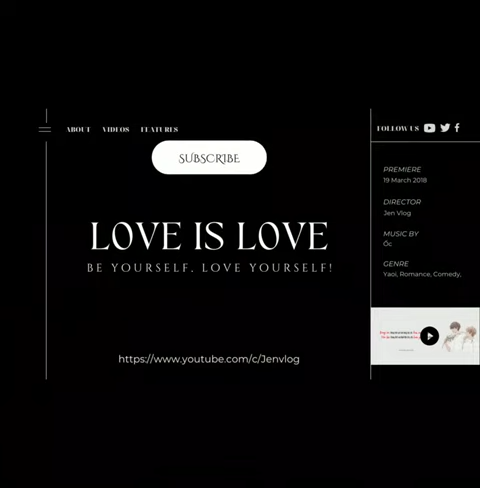 ABOUT VIDEOS FEATURES
SUBSCRIBE
LOVE IS LOVE
BE YOURSELF, LOVE YOURSELF!
https://www.youtube.com/c/Jenvlog
FOLLOW US
PREMIERE
19 March 2018
DIRECTOR
Jen Vlog
MUSIC BY
Ốc
GENRE
Yaoi, Romance, Comedy,